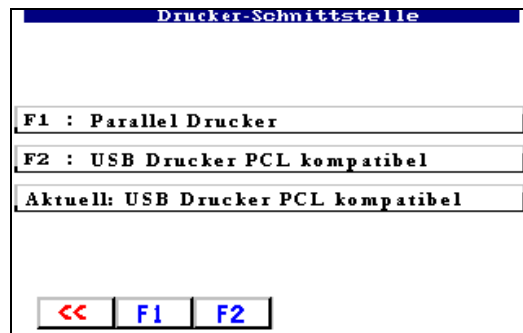 Drucker-Schnittstelle
F1 : Parallel Drucker
F2 : USB Drucker PCL kompatibel
Aktuell: USB Drucker PCL kompatibel
<< F1 F2